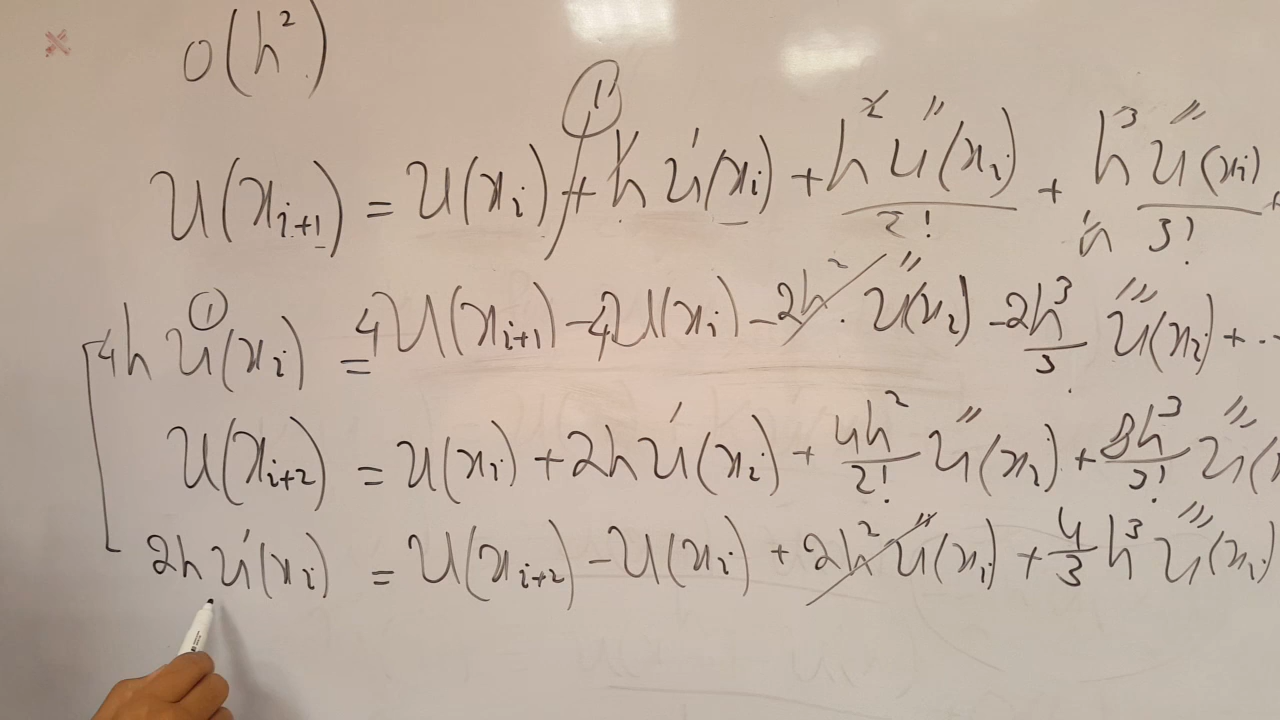 O(h²)
U(x_{i+1}) = U(x_i) + h u'(x_i) + h² u''(x_i)/2! + h³ u'''(x_i)/3! +
4h u'(x_i) = 4U(x_{i+1}) - 4U(x_i) - 2h² · u''(x_i) - 2h³/3 u'''(x_i) + ..
U(x_{i+2}) = u(x_i) + 2h u'(x_i) + 4h²/2! u''(x_i) + 8h³/3! u'''(
2h u'(x_i) = U(x_{i+2}) - U(x_i) + 2h² u''(x_i) + 4/3 h³ u'''(x_i)